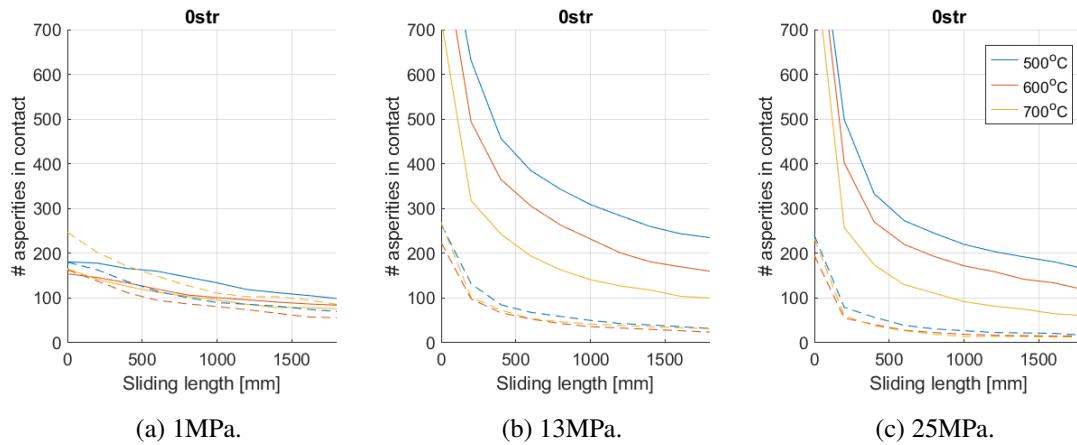 0str
700
600
500
400
300
200
100
0
# asperities in contact
0 500 1000 1500
Sliding length [mm]
(a) 1MPa.
0str
700
600
500
400
300
200
100
0
# asperities in contact
0 500 1000 1500
Sliding length [mm]
(b) 13MPa.
0str
700
600
500
400
300
200
100
0
# asperities in contact
500°C
600°C
700°C
0 500 1000 1500
Sliding length [mm]
(c) 25MPa.